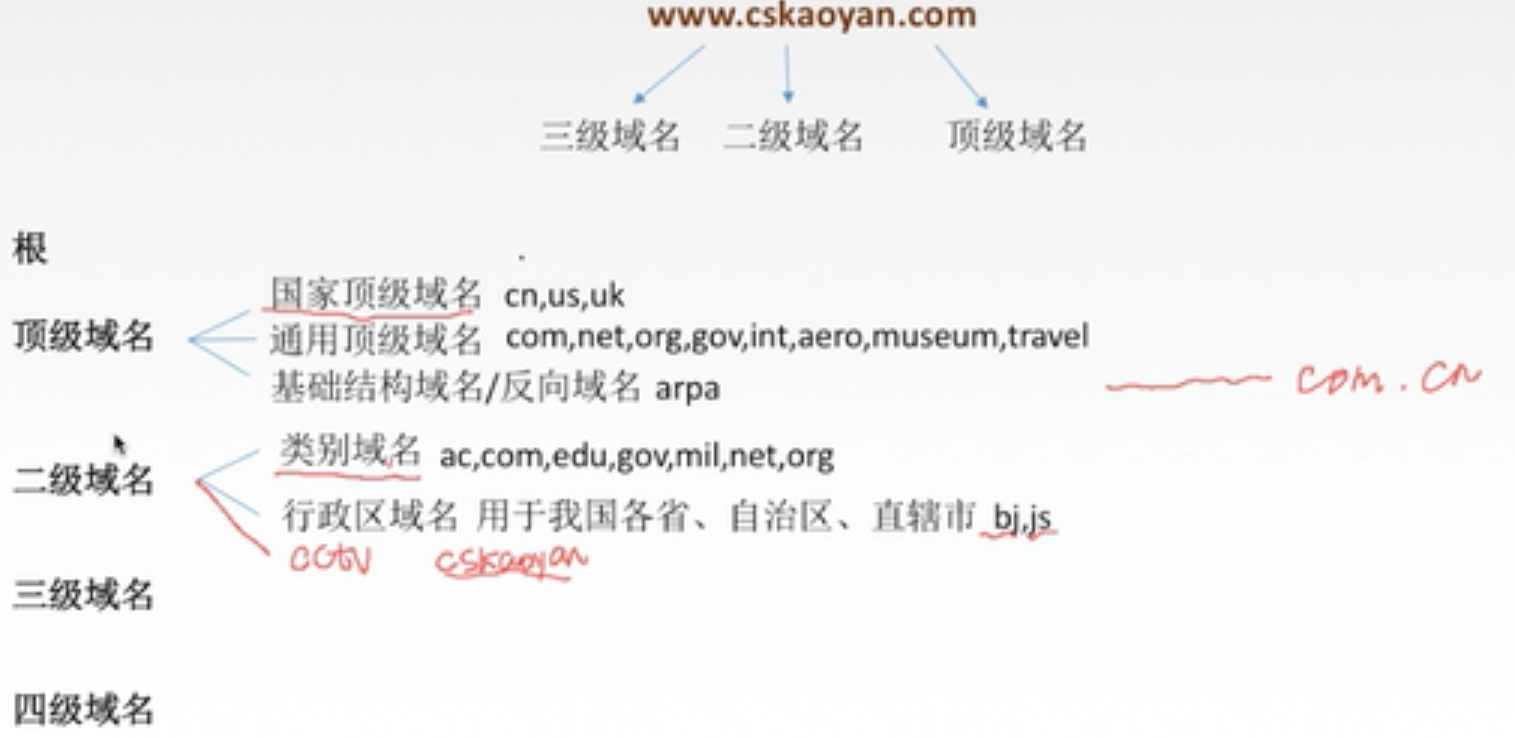 www.cskaoyan.com
三级域名 二级域名 顶级域名
根 .
国家顶级域名 cn,us,uk
顶级域名 通用顶级域名 com,net,org,gov,int,aero,museum,travel
基础结构域名/反向域名 arpa com.cn
类别域名 ac,com,edu,gov,mil,net,org
二级域名
行政区域名 用于我国各省、自治区、直辖市 bj,js
cctv cskaoyan
三级域名
四级域名